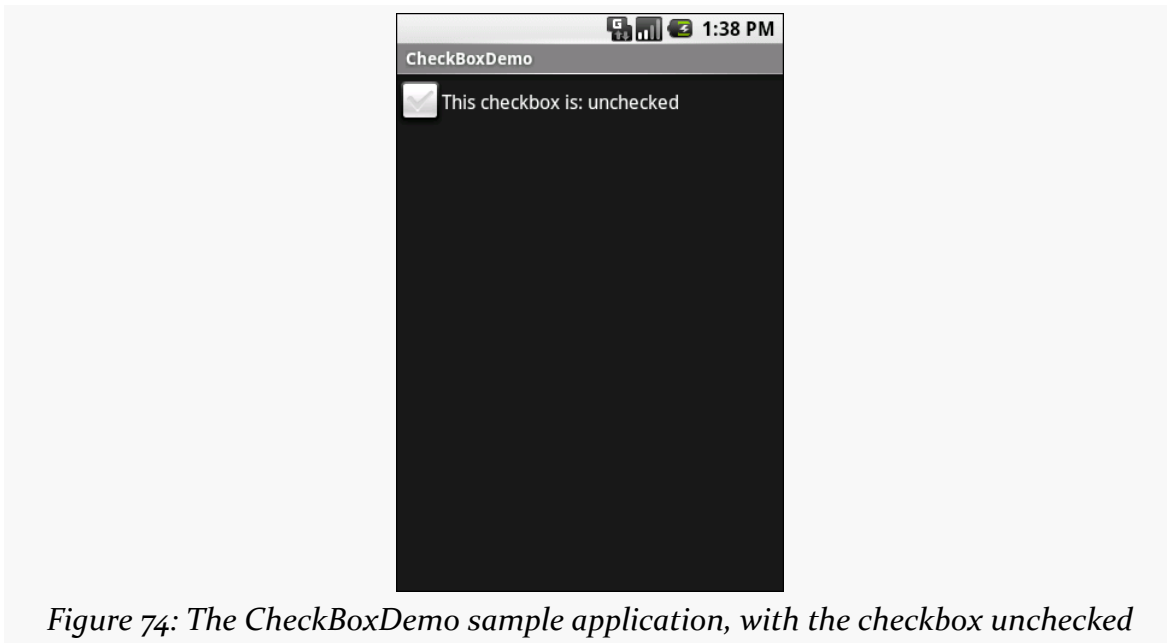 G
1:38 PM
CheckBoxDemo
This checkbox is: unchecked
Figure 74: The CheckBoxDemo sample application, with the checkbox unchecked